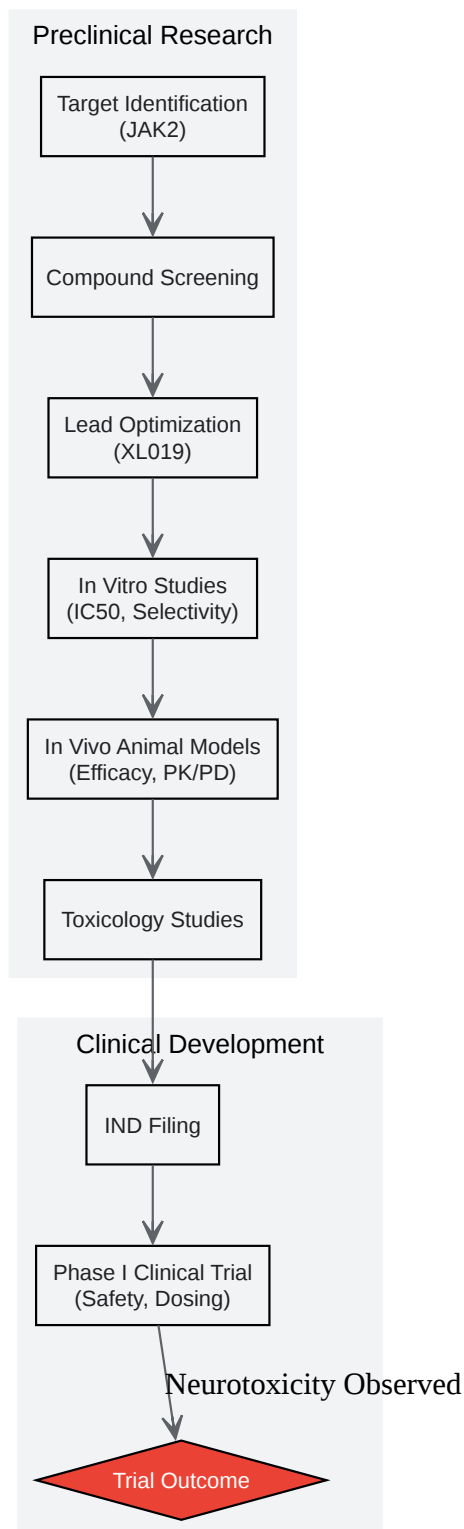 Preclinical Research
Target Identification
(JAK2)
Compound Screening
Lead Optimization
(XL019)
In Vitro Studies
(IC50, Selectivity)
In Vivo Animal Models
(Efficacy, PK/PD)
Toxicology Studies
Clinical Development
IND Filing
Phase I Clinical Trial
(Safety, Dosing)
Neurotoxicity Observed
Trial Outcome